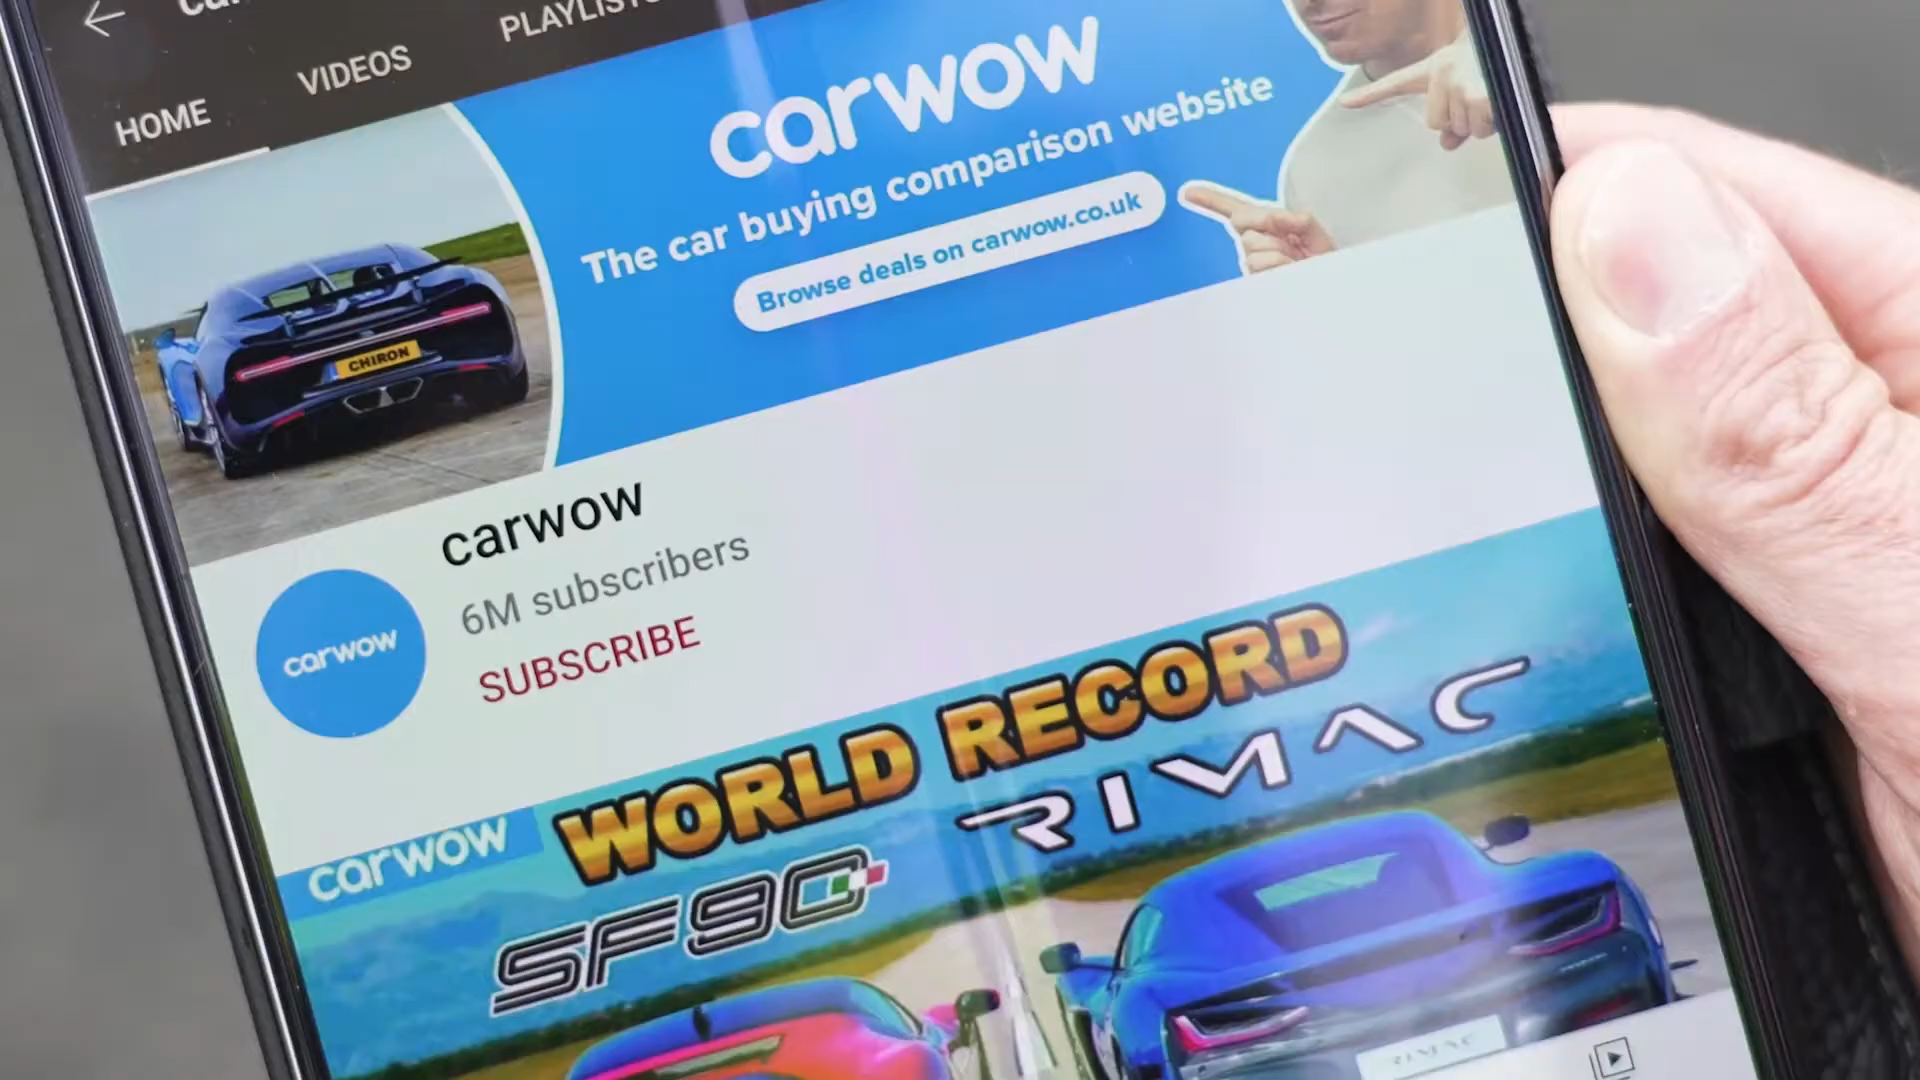 HOME
VIDEOS
carwow
The car buying comparison website
Browse deals on carwow.co.uk
CHIRON
carwow
6M subscribers
SUBSCRIBE
carwow
carwow
WORLD RECORD
SF90
RIMAC
RIMAC